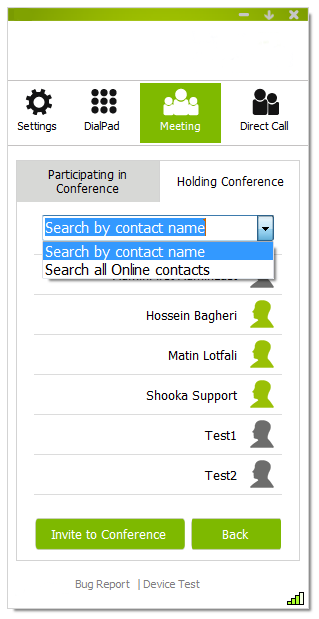 Settings
DialPad
Meeting
Direct Call
Participating in
Conference
Holding Conference
Search by contact name
Search by contact name
Search all Online contacts
Hossein Bagheri
Matin Lotfali
Shooka Support
Test1
Test2
Invite to Conference
Back
Bug Report | Device Test